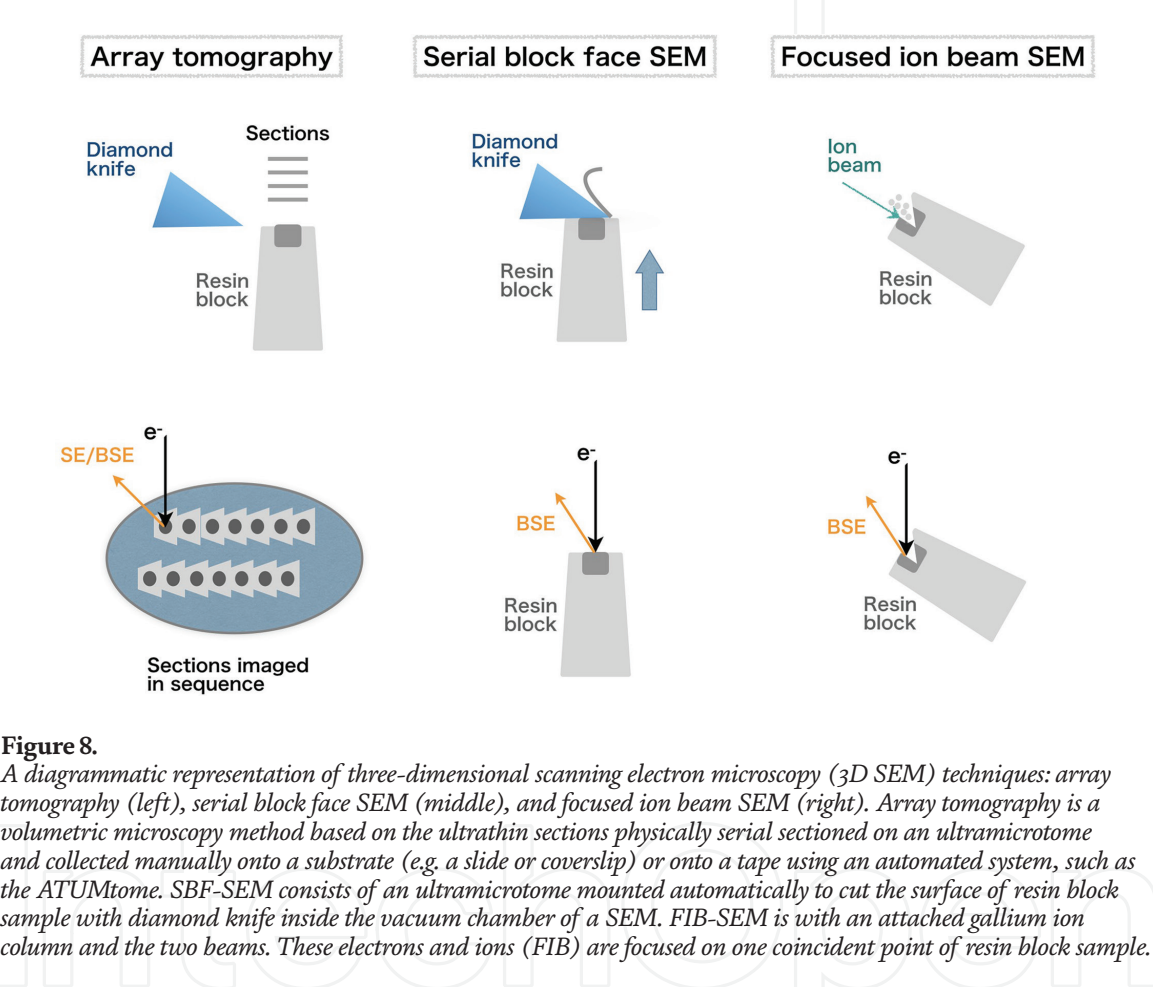 Array tomography
Serial block face SEM
Focused ion beam SEM
Diamond
knife
Sections
Resin
block
Diamond
knife
Resin
block
Ion
beam
Resin
block
e-
SE/BSE
Sections imaged
in sequence
e-
BSE
Resin
block
e-
BSE
Resin
block
Figure 8.
A diagrammatic representation of three-dimensional scanning electron microscopy (3D SEM) techniques: array
tomography (left), serial block face SEM (middle), and focused ion beam SEM (right). Array tomography is a
volumetric microscopy method based on the ultrathin sections physically serial sectioned on an ultramicrotome
and collected manually onto a substrate (e.g. a slide or coverslip) or onto a tape using an automated system, such as
the ATUMtome. SBF-SEM consists of an ultramicrotome mounted automatically to cut the surface of resin block
sample with diamond knife inside the vacuum chamber of a SEM. FIB-SEM is with an attached gallium ion
column and the two beams. These electrons and ions (FIB) are focused on one coincident point of resin block sample.
IntechOpen